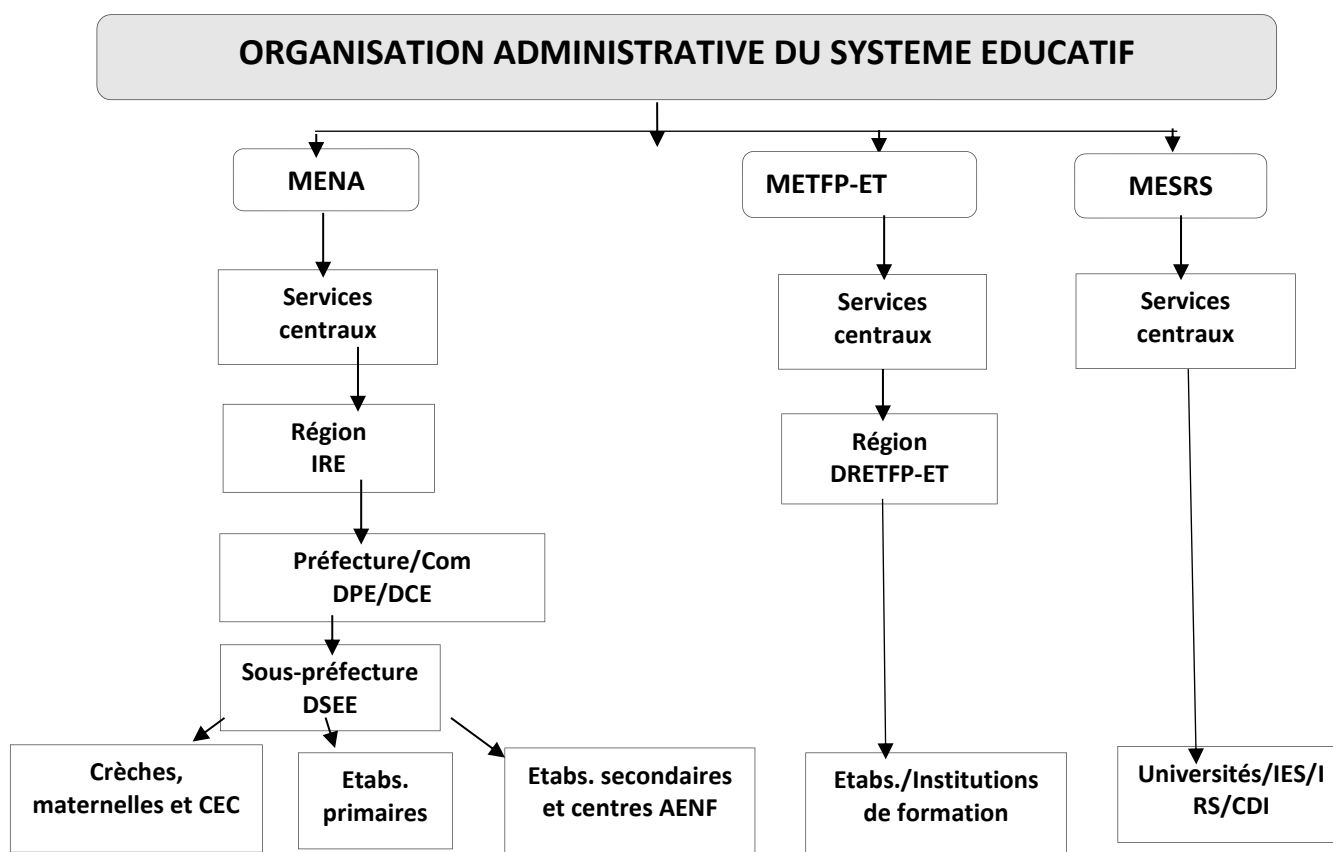 ORGANISATION ADMINISTRATIVE DU SYSTEME EDUCATIF
MENA
METFP-ET
MESRS
Services
centraux
Services
centraux
Services
centraux
Région
IRE
Région
DRETFP-ET
Préfecture/Com
DPE/DCE
Sous-préfecture
DSEE
Crèches,
maternelles et CEC
Etabs.
primaires
Etabs. secondaires
et centres AENF
Etabs./Institutions
de formation
Universités/IES/I
RS/CDI